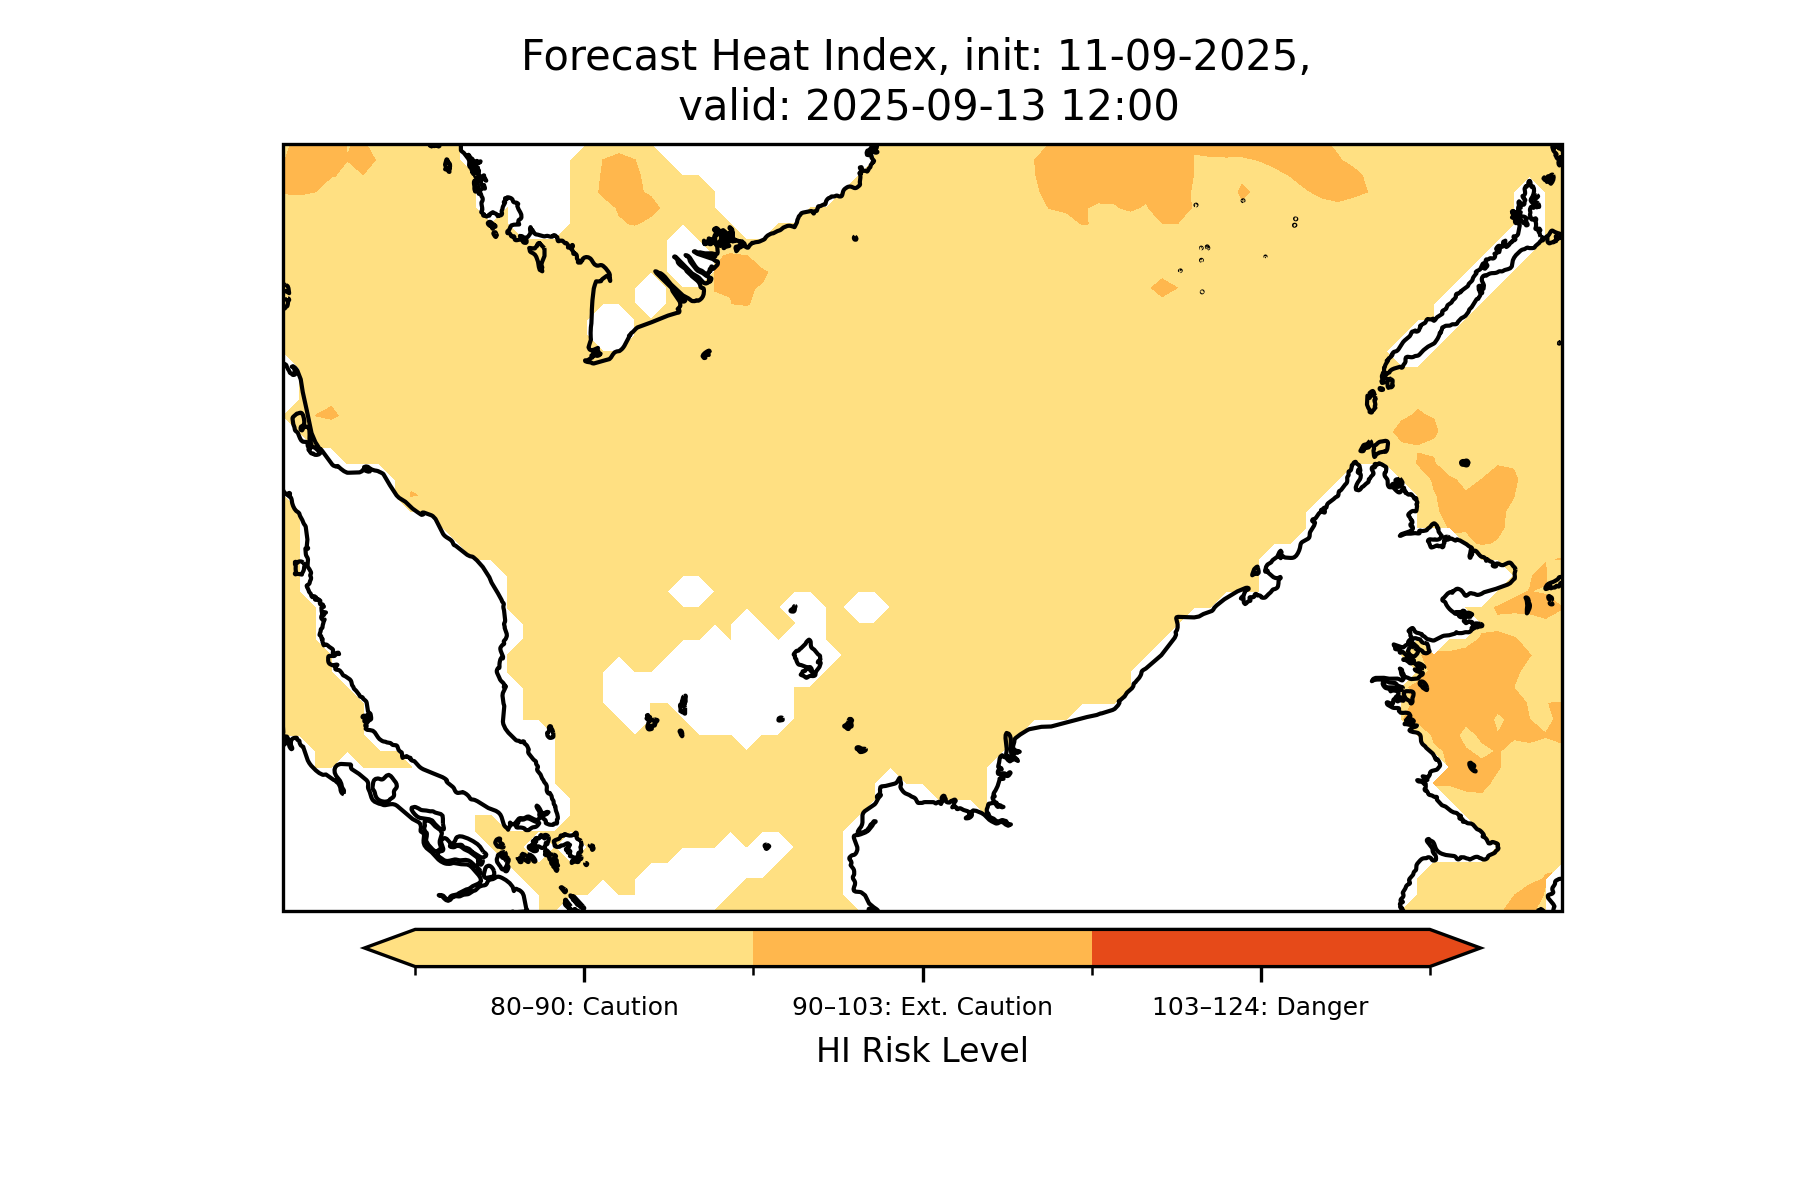 Forecast Heat Index, init: 11-09-2025,
valid: 2025-09-13 12:00
80–90: Caution
90–103: Ext. Caution
103–124: Danger
HI Risk Level